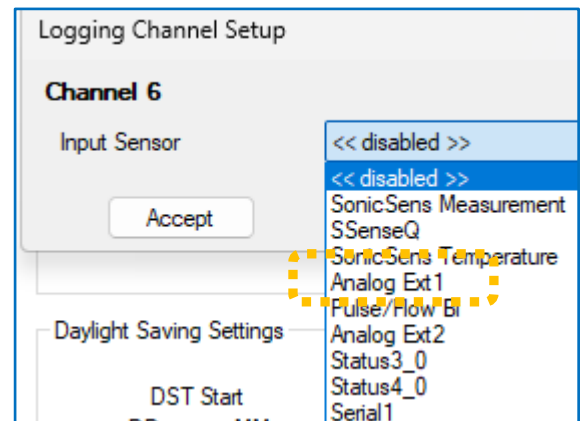 Logging Channel Setup
Channel 6
Input Sensor
<< disabled >>
<< disabled >>
SonicSens Measurement
SSenseQ
SonicSens Temperature
Analog Ext1
Pulse/Flow Bi
Analog Ext2
Status3_0
Status4_0
Serial1
Accept
Daylight Saving Settings
DST Start